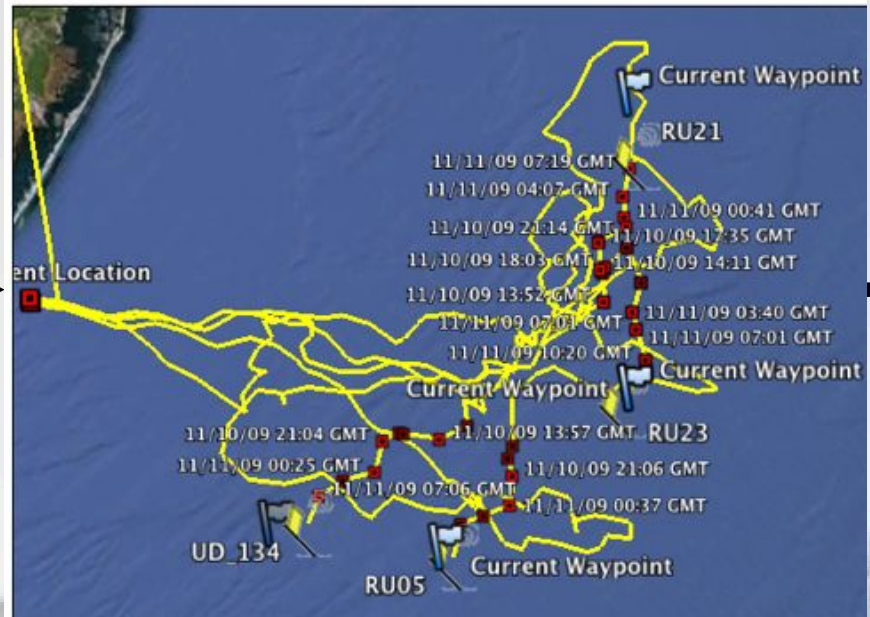 Current Waypoint
RU21
11/11/09 07:19 GMT
11/11/09 04:07 GMT
11/11/09 00:41 GMT
11/10/09 21:14 GMT
11/10/09 17:35 GMT
11/10/09 18:03 GMT
11/10/09 14:11 GMT
ent Location
11/10/09 13:52 GMT
11/11/09 03:40 GMT
11/11/09 07:01 GMT
11/11/09 07:01 GMT
11/11/09 10:20 GMT
Current Waypoint
Current Waypoint
11/10/09 21:04 GMT
11/10/09 13:57 GMT
RU23
11/11/09 00:25 GMT
11/10/09 21:06 GMT
11/11/09 07:06 GMT
11/11/09 00:37 GMT
UD_134
Current Waypoint
RU05